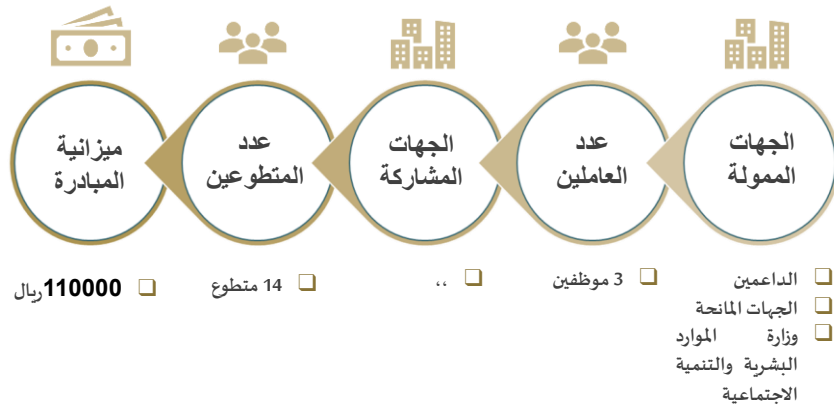 الجهات
الممولة
عدد
العاملين
الجهات
المشاركة
عدد
المتطوعين
ميزانية
المبادرة
الداعمين
الجهات المانحة
وزارة الموارد
البشرية والتنمية
الاجتماعية
3 موظفين
،،
14 متطوع
110000ريال